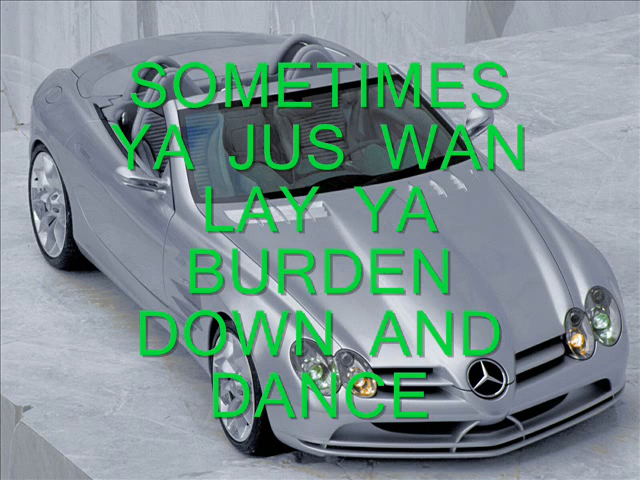 SOMETIMES
YA JUS WAN
LAY YA
BURDEN
DOWN AND
DANCE